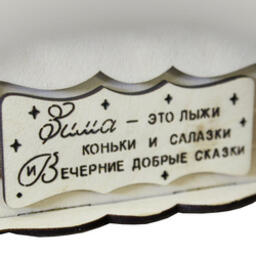 Зима — ЭТО ЛЫЖИ
КОНЬКИ И САЛАЗКИ
И ВЕЧЕРНИЕ ДОБРЫЕ СКАЗКИ